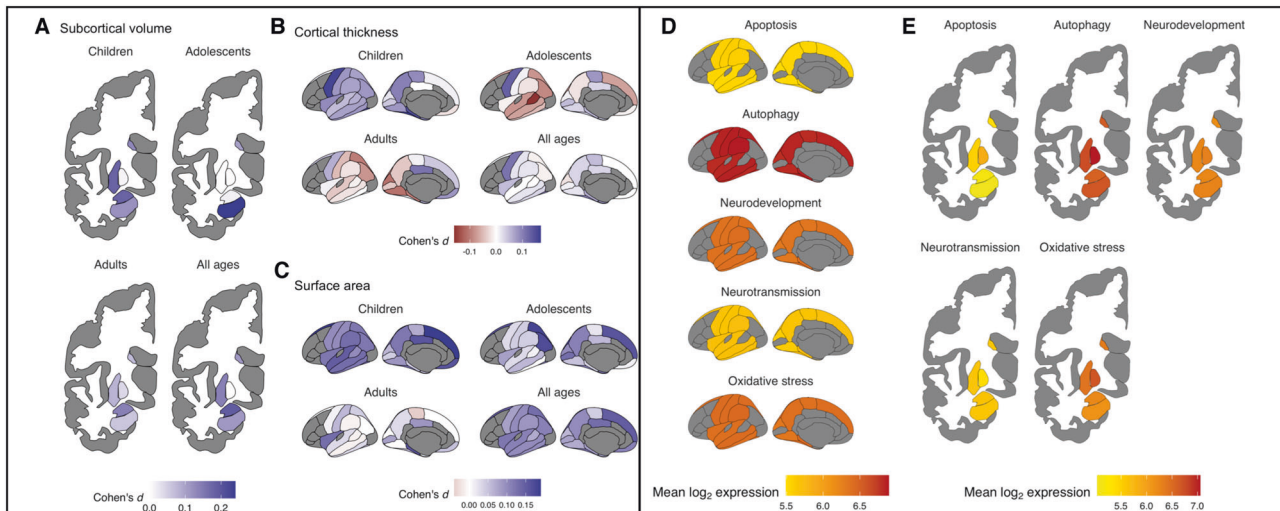 A
Subcortical volume
Children
Adolescents
Adults
All ages
Cohen's d
0.0
0.1
0.2
B
Cortical thickness
Children
Adolescents
Adults
All ages
Cohen's d
-0.1
0.0
0.1
C
Surface area
Children
Adolescents
Adults
All ages
Cohen's d
0.00
0.05
0.10
0.15
D
Apoptosis
Autophagy
Neurodevelopment
Neurotransmission
Oxidative stress
Mean log2 expression
5.5
6.0
6.5
E
Apoptosis
Autophagy
Neurodevelopment
Neurotransmission
Oxidative stress
Mean log2 expression
5.5
6.0
6.5
7.0